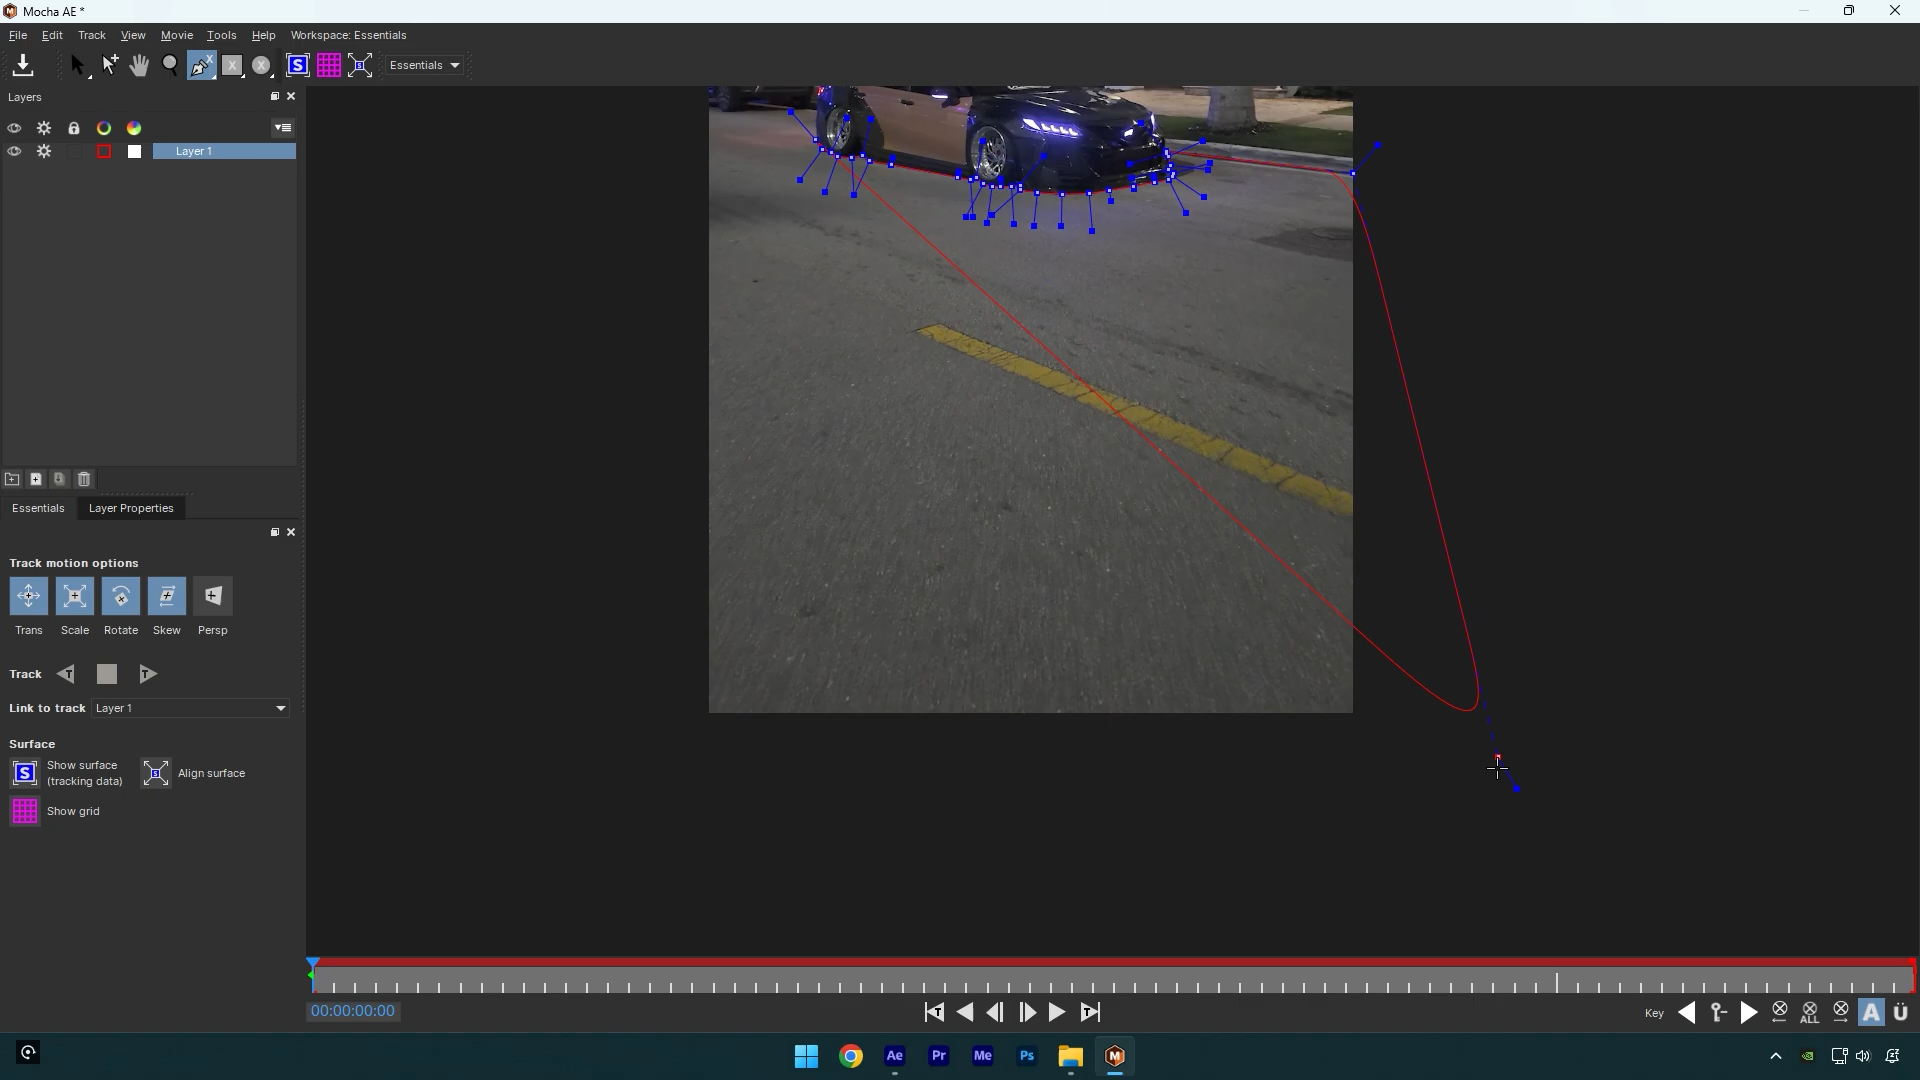 Mocha AE *
File Edit Track View Movie Tools Help Workspace: Essentials
Essentials
Layers
Layer 1
Essentials Layer Properties
Track motion options
Trans Scale Rotate Skew Persp
Track
Link to track Layer 1
Surface
S Show surface
(tracking data)
Align surface
Show grid
00:00:00:00
Key
ALL
A Ü
Ae Pr Me Ps M